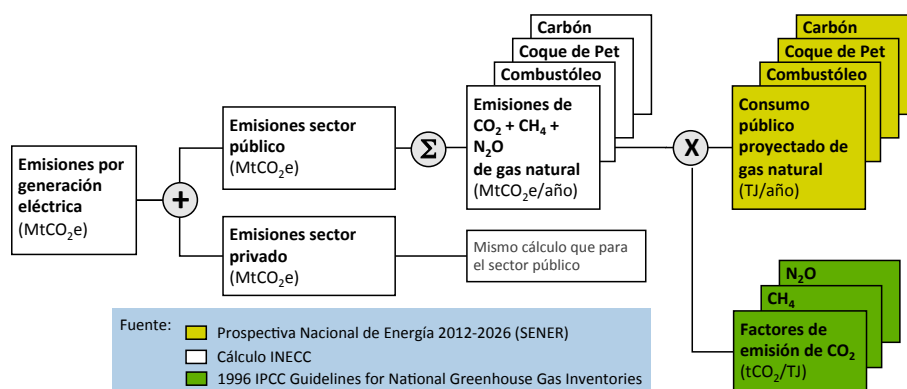 Emisiones por
generación
eléctrica
(MtCO₂e)
+
Emisiones sector
público
(MtCO₂e)
Emisiones sector
privado
(MtCO₂e)
Σ
Carbón
Coque de Pet
Combustóleo
Emisiones de
CO₂ + CH₄ +
N₂O
de gas natural
(MtCO₂e/año)
Mismo cálculo que para
el sector público
X
Carbón
Coque de Pet
Combustóleo
Consumo
público
proyectado de
gas natural
(TJ/año)
N₂O
CH₄
Factores de
emisión de CO₂
(tCO₂/TJ)
Fuente:
Prospectiva Nacional de Energía 2012-2026 (SENER)
Cálculo INECC
1996 IPCC Guidelines for National Greenhouse Gas Inventories